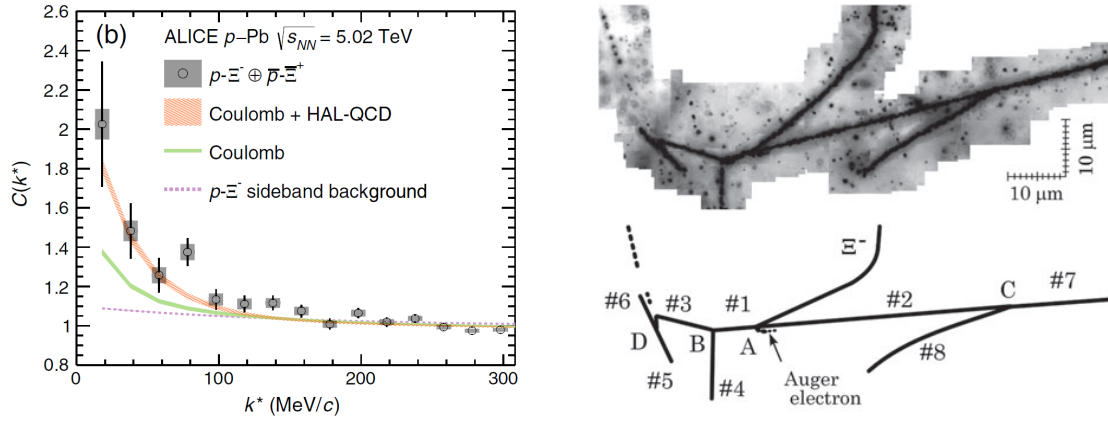 (b) ALICE p–Pb √sNN = 5.02 TeV
p-Ξ⁻ ⊕ p̅-Ξ̅⁺
Coulomb + HAL-QCD
Coulomb
p-Ξ⁻ sideband background
C(k*)
2.6
2.4
2.2
2
1.8
1.6
1.4
1.2
1
0.8
0 100 200 300
k* (MeV/c)
10 μm
10 μm
Ξ⁻
#6 #3 #1 #2 C #7
D B A
#5 #4 #8
Auger
electron